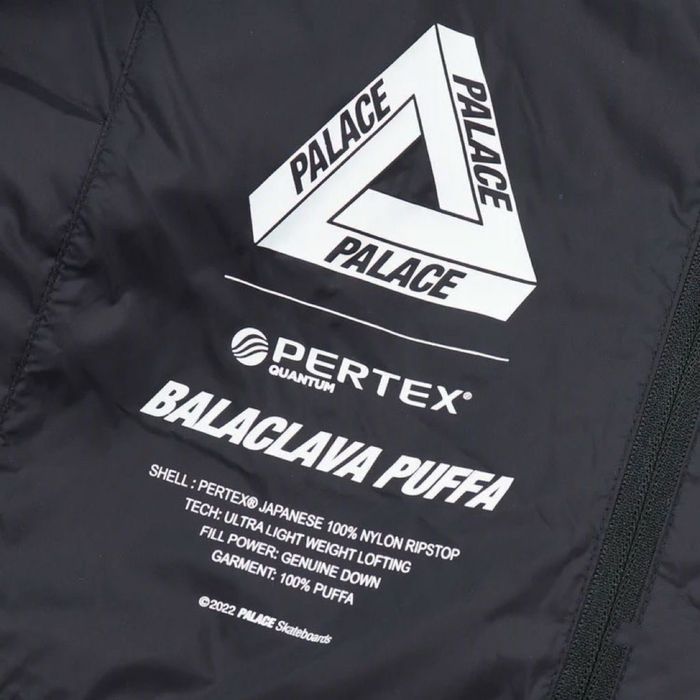 PALACE
PALACE
PALACE
PERTEX®
QUANTUM
BALACLAVA PUFFA
SHELL : PERTEX® JAPANESE 100% NYLON RIPSTOP
TECH: ULTRA LIGHT WEIGHT LOFTING
FILL POWER: GENUINE DOWN
GARMENT: 100% PUFFA
©2022 PALACE Skateboards